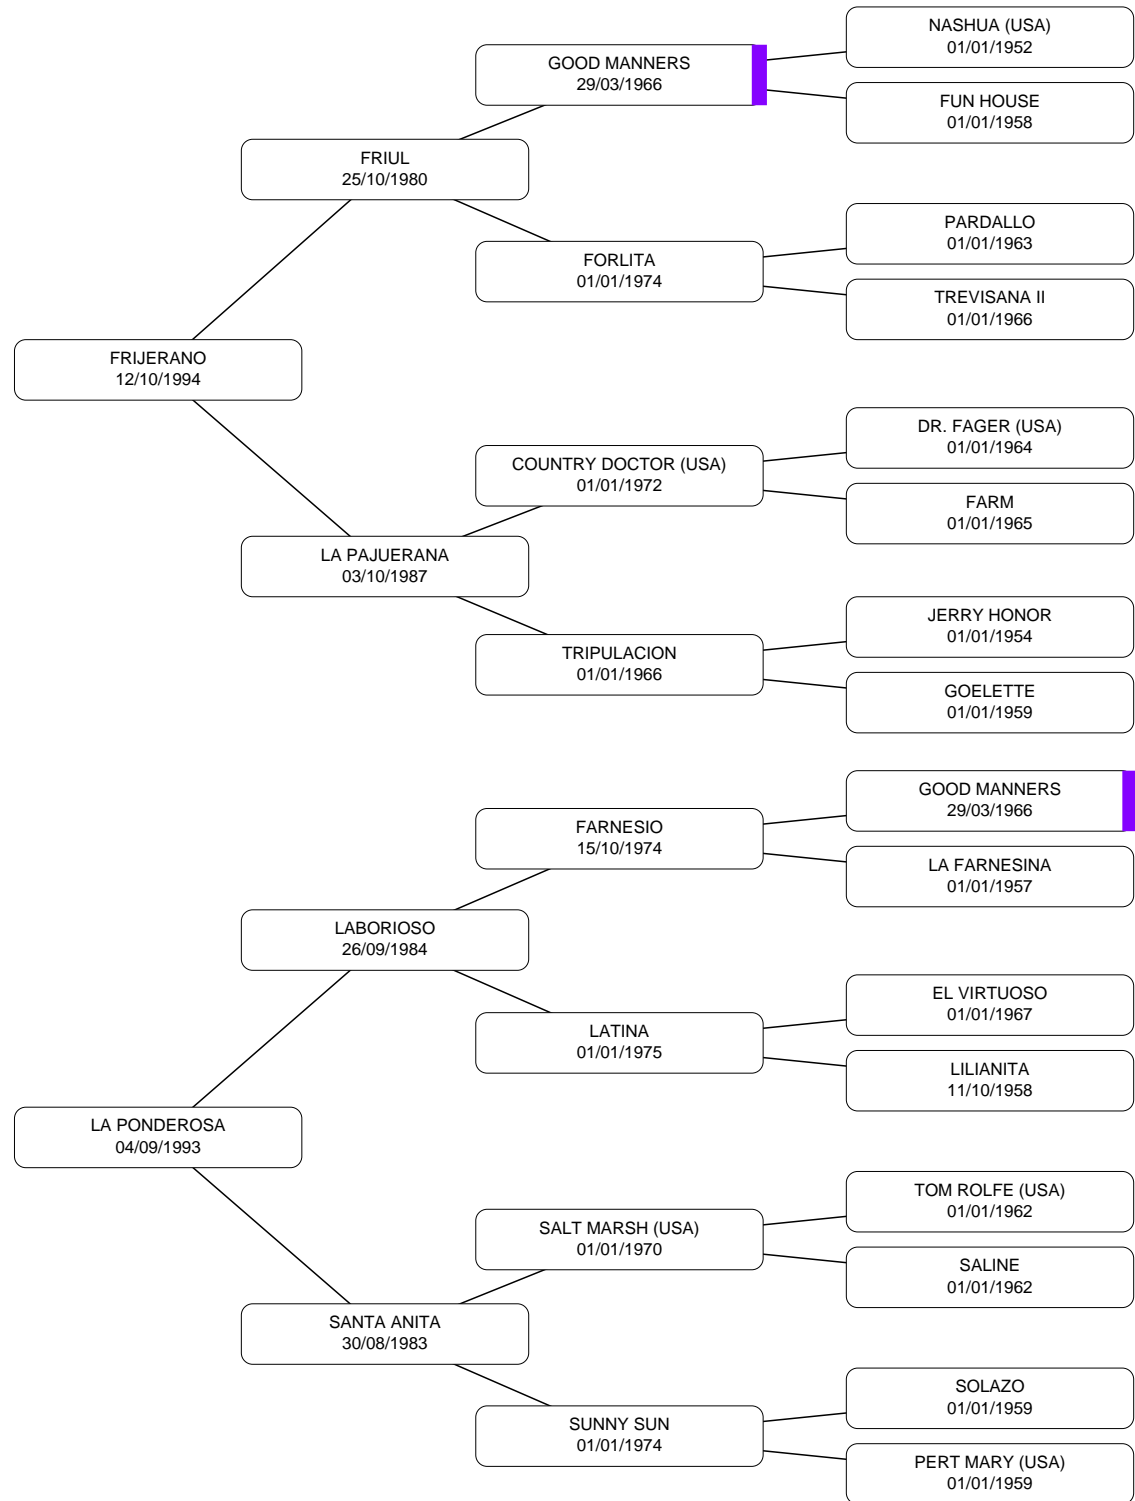 NASHUA (USA)
01/01/1952
GOOD MANNERS
29/03/1966
FUN HOUSE
01/01/1958
FRIUL
25/10/1980
PARDALLO
01/01/1963
FORLITA
01/01/1974
TREVISANA II
01/01/1966
FRIJERANO
12/10/1994
DR. FAGER (USA)
01/01/1964
COUNTRY DOCTOR (USA)
01/01/1972
FARM
01/01/1965
LA PAJUERANA
03/10/1987
JERRY HONOR
01/01/1954
TRIPULACION
01/01/1966
GOELETTE
01/01/1959
GOOD MANNERS
29/03/1966
FARNESIO
15/10/1974
LA FARNESINA
01/01/1957
LABORIOSO
26/09/1984
EL VIRTUOSO
01/01/1967
LATINA
01/01/1975
LILIANITA
11/10/1958
LA PONDEROSA
04/09/1993
TOM ROLFE (USA)
01/01/1962
SALT MARSH (USA)
01/01/1970
SALINE
01/01/1962
SANTA ANITA
30/08/1983
SOLAZO
01/01/1959
SUNNY SUN
01/01/1974
PERT MARY (USA)
01/01/1959